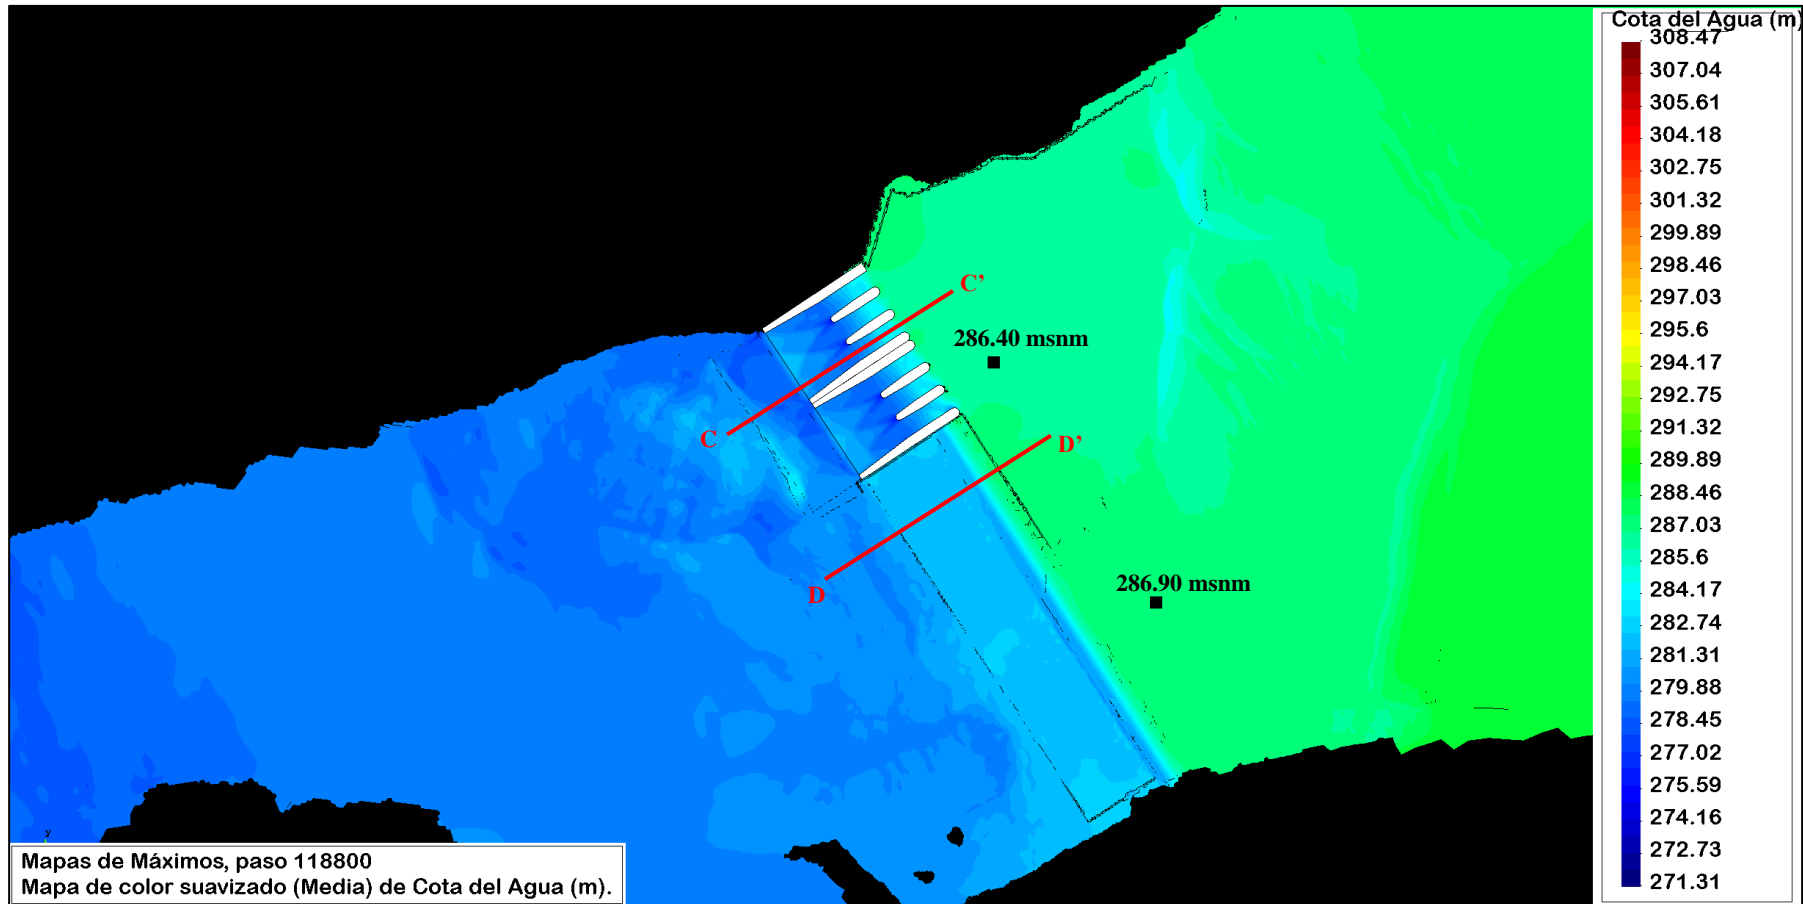 Cota del Agua (m)
308.47
307.04
305.61
304.18
302.75
301.32
299.89
298.46
297.03
295.6
294.17
292.75
291.32
289.89
288.46
287.03
285.6
284.17
282.74
281.31
279.88
278.45
277.02
275.59
274.16
272.73
271.31
C'
286.40 msnm
C
D'
286.90 msnm
D
y
Mapas de Máximos, paso 118800
Mapa de color suavizado (Media) de Cota del Agua (m).